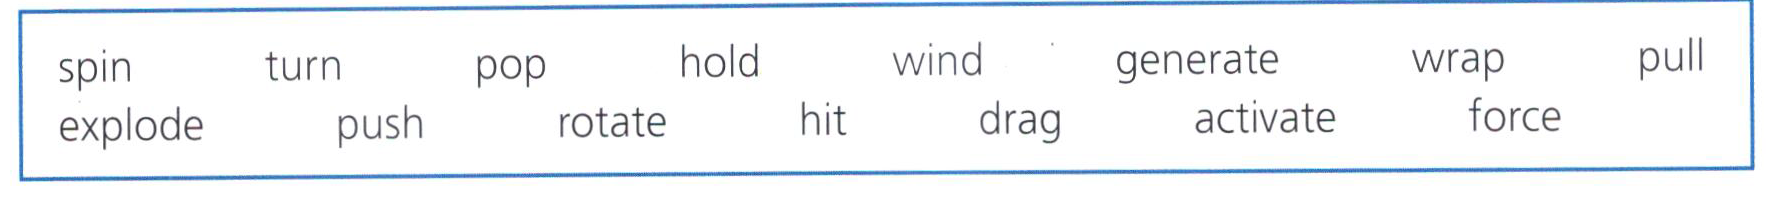 spin turn pop hold wind generate wrap pull
explode push rotate hit drag activate force